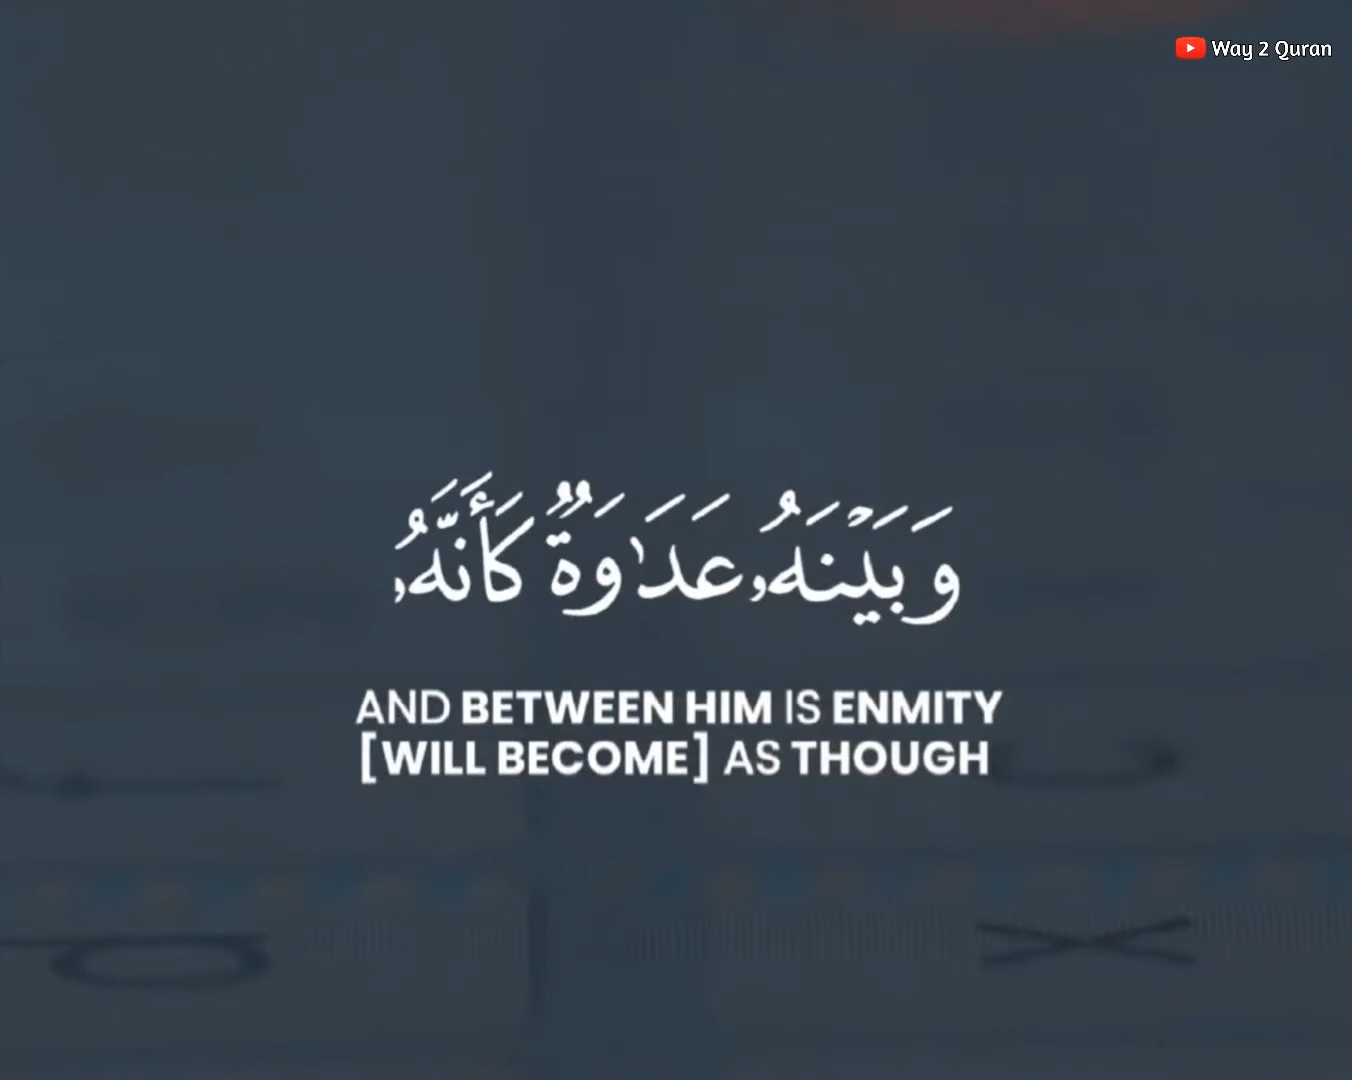 Way 2 Quran
وَبَيْنَهُۥ عَدَٰوَةٌ كَأَنَّهُۥ
AND BETWEEN HIM IS ENMITY
[WILL BECOME] AS THOUGH